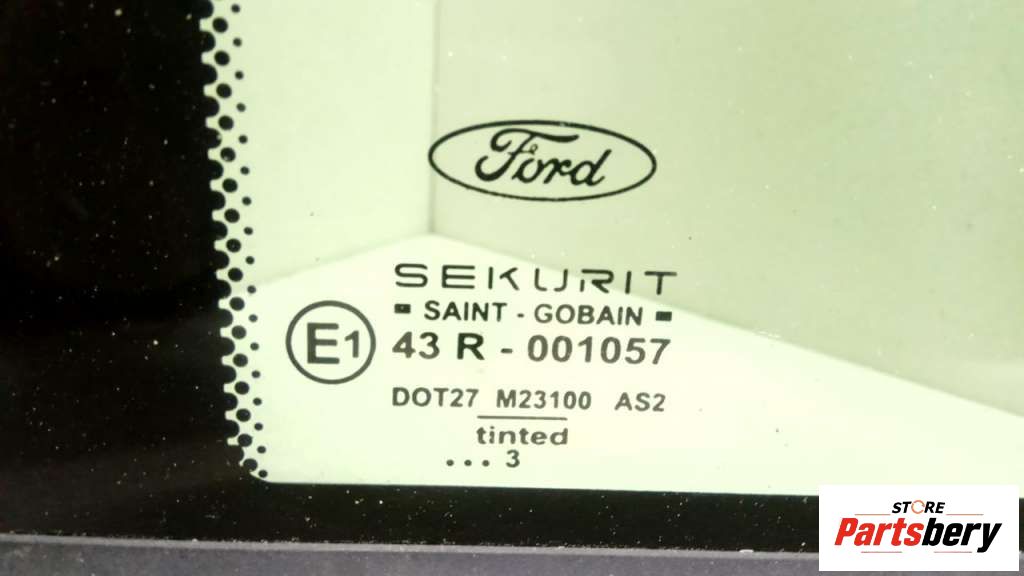 Ford
SEKURIT
SAINT - GOBAIN
E1
43 R - 001057
DOT27 M23100 AS2
tinted
... 3
STORE
Partsbery